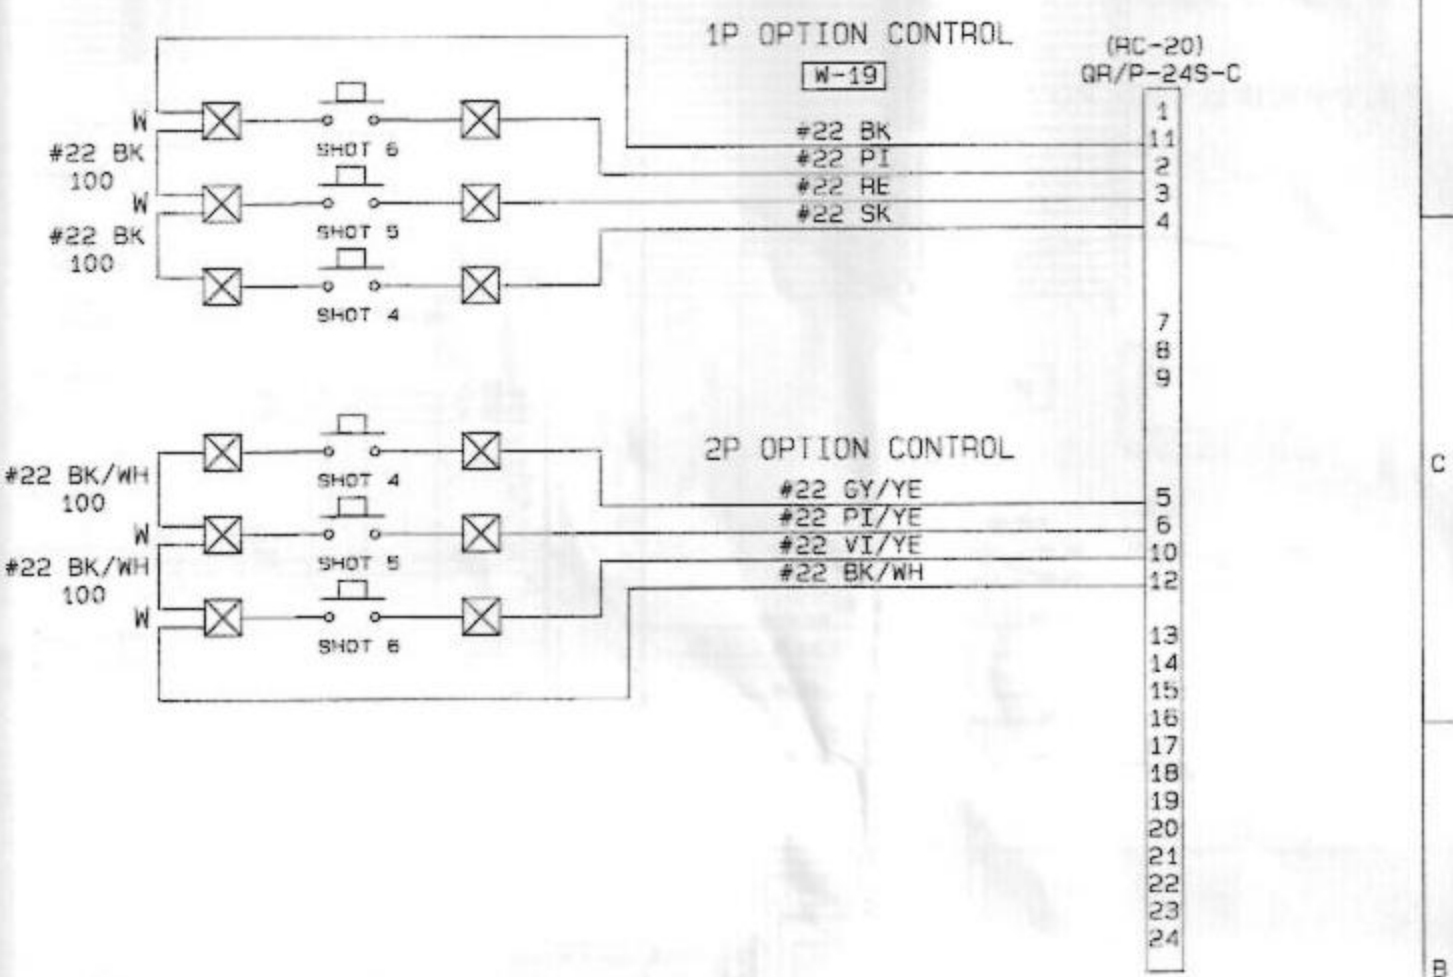 1P OPTION CONTROL
W-19
(RC-20)
QR/P-24S-C
W
#22 BK
100
W
#22 BK
100
SHOT 6
SHOT 5
SHOT 4
#22 BK
#22 PI
#22 RE
#22 SK
1
11
2
3
4
7
8
9
2P OPTION CONTROL
#22 BK/WH
100
W
#22 BK/WH
100
W
SHOT 4
SHOT 5
SHOT 6
#22 GY/YE
#22 PI/YE
#22 VI/YE
#22 BK/WH
5
6
10
12
13
14
15
16
17
18
19
20
21
22
23
24
C
B